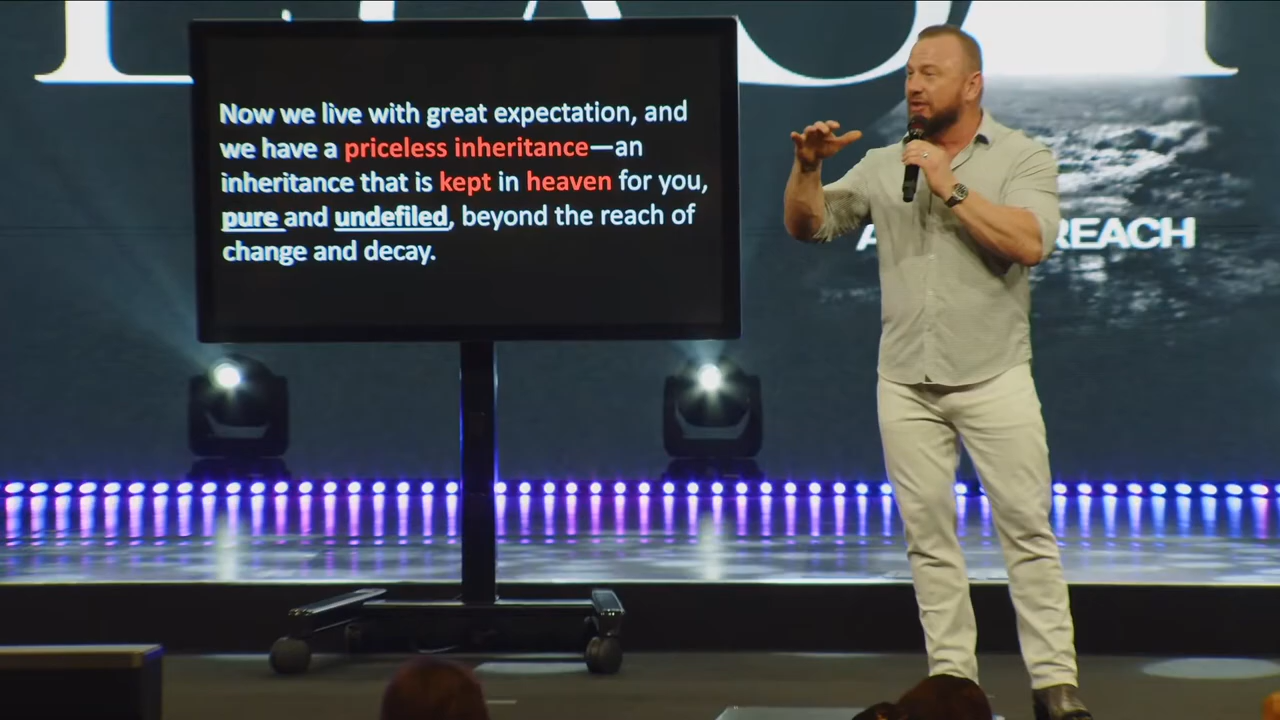 Now we live with great expectation, and
we have a priceless inheritance—an
inheritance that is kept in heaven for you,
pure and undefiled, beyond the reach of
change and decay.
REACH